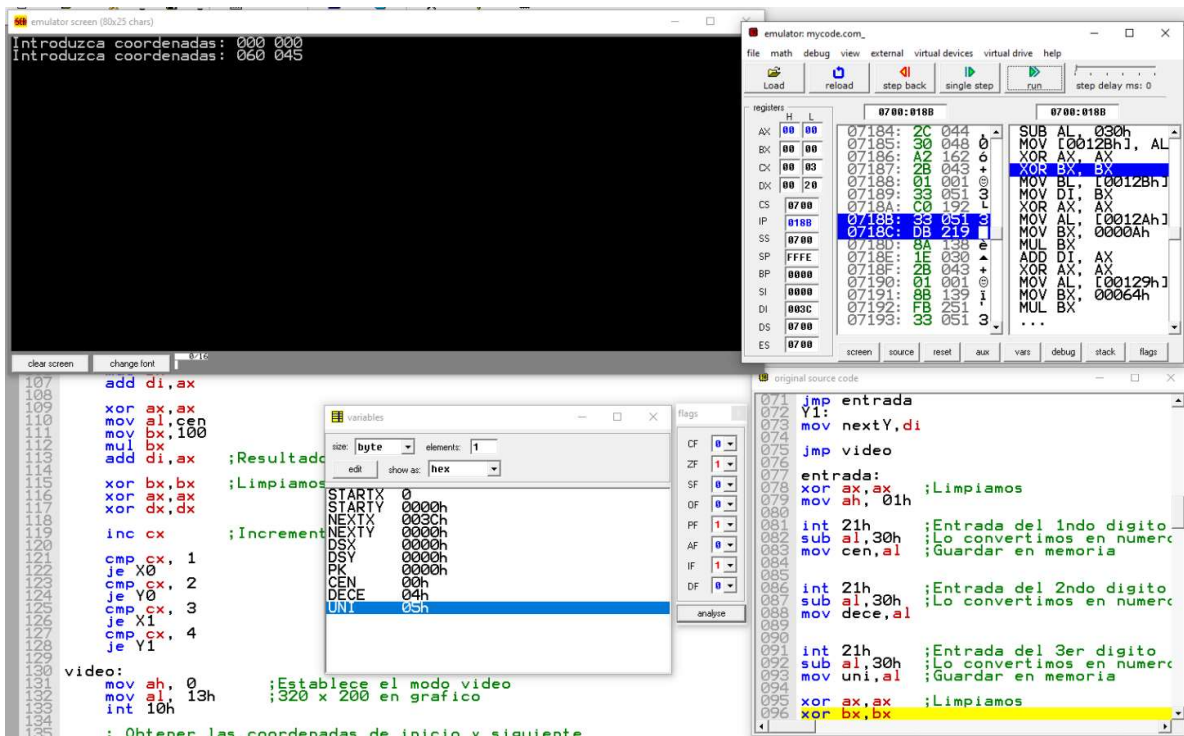 emulator screen (80x25 chars)
Introduzca coordenadas: 000 000
Introduzca coordenadas: 060 045
clear screen
change font
0/16
emulator: mycode.com_
file math debug view external virtual devices virtual drive help
Load
reload
step back
single step
run
step delay ms: 0
registers
H L
AX 00 00
BX 00 00
CX 00 03
DX 00 20
CS 0700
IP 018B
SS 0700
SP FFFE
BP 0000
SI 0000
DI 003C
DS 0700
ES 0700
0700:018B
07184: 2C 044 ,
07185: 30 048 0
07186: A2 162 ó
07187: 2B 043 +
07188: 01 001 ☺
07189: 33 051 3
0718A: C0 192 └
0718B: 33 051 3
0718C: DB 219 █
0718D: 8A 138 è
0718E: 1E 030 ▲
0718F: 2B 043 +
07190: 01 001 ☺
07191: 8B 139 ï
07192: FB 251
07193: 33 051 3
0700:018B
SUB AL, 030h
MOV [0012Bh], AL
XOR AX, AX
XOR BX, BX
MOV BL, [0012Bh]
MOV DI, BX
XOR AX, AX
MOV AL, [0012Ah]
MOV BX, 0000Ah
MUL BX
ADD DI, AX
XOR AX, AX
MOV AL, [00129h]
MOV BX, 00064h
MUL BX
...
screen source reset aux vars debug stack flags
107 add di,ax
108
109 xor ax,ax
110 mov al,cen
111 mov bx,100
112 mul bx
113 add di,ax ;Resultado
114
115 xor bx,bx ;Limpiamos
116 xor ax,ax
117 xor dx,dx
118
119 inc cx ;Increment
120
121 cmp cx, 1
122 je X0
123 cmp cx, 2
124 je Y0
125 cmp cx, 3
126 je X1
127 cmp cx, 4
128 je Y1
129
130 video:
131 mov ah, 0 ;Establece el modo video
132 mov al, 13h ;320 x 200 en grafico
133 int 10h
134
135 ; Obtener las coordenadas de inicio y siguiente
variables
size: byte elements: 1
edit show as: hex
STARTX 0
STARTY 0000h
NEXTX 003Ch
NEXTY 0000h
DSX 0000h
DSY 0000h
PK 0000h
CEN 00h
DECE 04h
UNI 05h
flags
CF 0
ZF 1
SF 0
OF 0
PF 1
AF 0
IF 1
DF 0
analyse
original source code
071 jmp entrada
072 Y1:
073 mov nextY,di
074
075 jmp video
077 entrada:
078 xor ax,ax ;Limpiamos
079 mov ah, 01h
080
081 int 21h ;Entrada del 1ndo digito
082 sub al,30h ;Lo convertimos en numero
083 mov cen,al ;Guardar en memoria
084
085
086 int 21h ;Entrada del 2ndo digito
087 sub al,30h ;Lo convertimos en numero
088 mov dece,al
089
090
091 int 21h ;Entrada del 3er digito
092 sub al,30h ;Lo convertimos en numero
093 mov uni,al ;Guardar en memoria
094
095 xor ax,ax ;Limpiamos
096 xor bx,bx